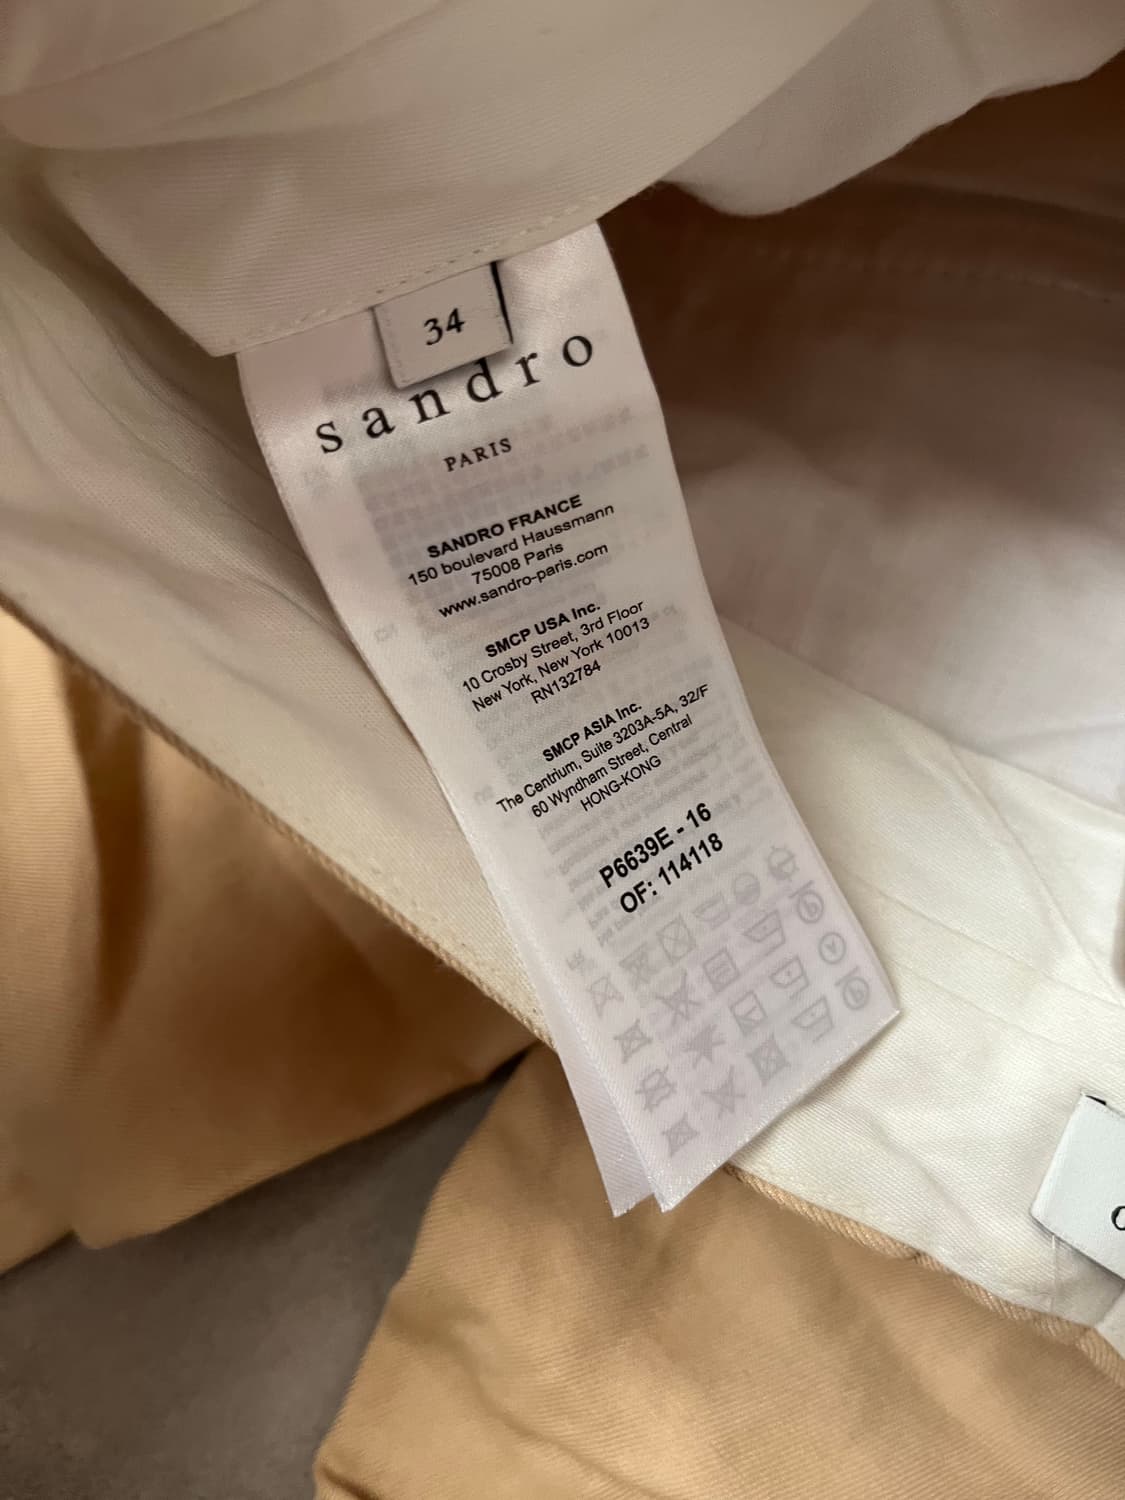 34
sandro
PARIS
SANDRO FRANCE
150 boulevard Haussmann
75008 Paris
www.sandro-paris.com
SMCP USA Inc.
10 Crosby Street, 3rd Floor
New York, New York 10013
RN132784
SMCP ASIA Inc.
The Centrium, Suite 3203A-5A, 32/F
60 Wyndham Street, Central
HONG-KONG
P6639E - 16
OF: 114118